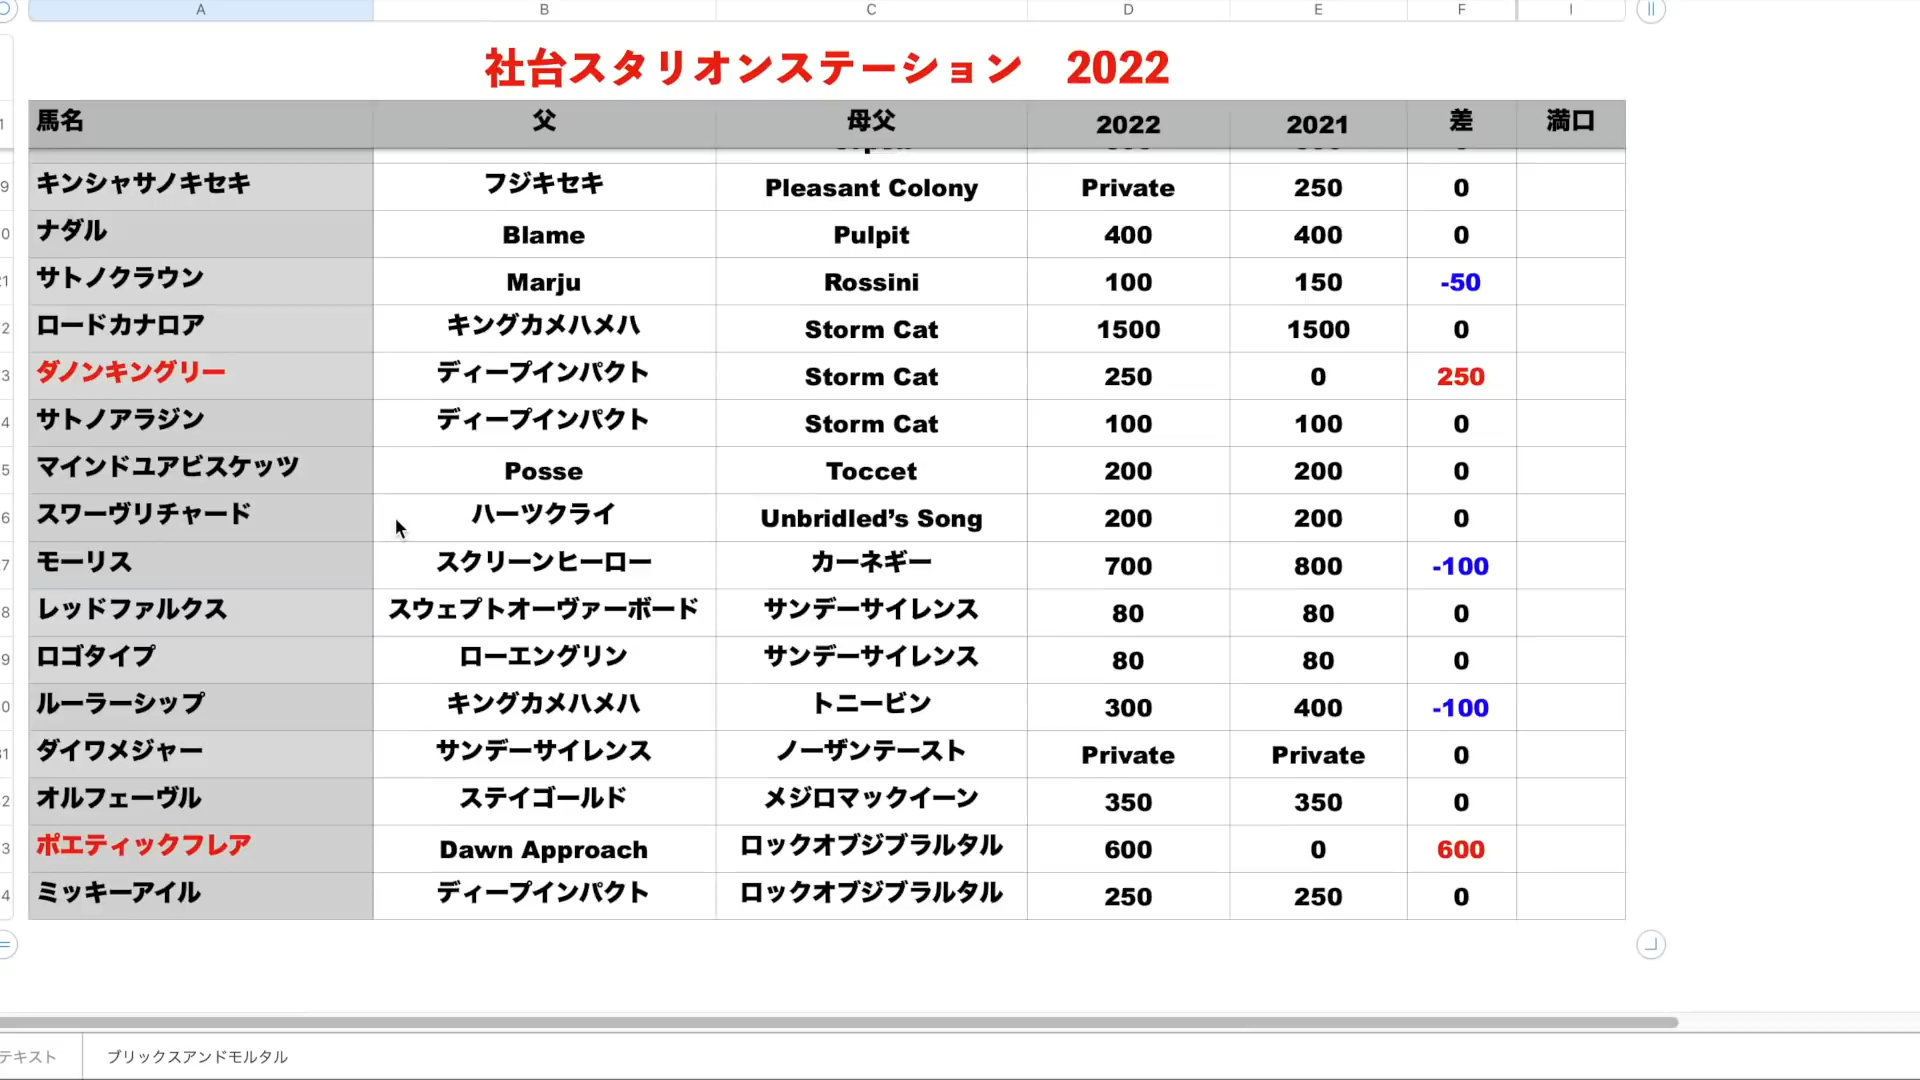 A B C D E F I
社台スタリオンステーション 2022
1 馬名 父 母父 2022 2021 差 満口
9 キンシャサノキセキ フジキセキ Pleasant Colony Private 250 0
0 ナダル Blame Pulpit 400 400 0
21 サトノクラウン Marju Rossini 100 150 -50
2 ロードカナロア キングカメハメハ Storm Cat 1500 1500 0
3 ダノンキングリー ディープインパクト Storm Cat 250 0 250
4 サトノアラジン ディープインパクト Storm Cat 100 100 0
5 マインドユアビスケッツ Posse Toccet 200 200 0
6 スワーヴリチャード ハーツクライ Unbridled’s Song 200 200 0
27 モーリス スクリーンヒーロー カーネギー 700 800 -100
8 レッドファルクス スウェプトオーヴァーボード サンデーサイレンス 80 80 0
9 ロゴタイプ ローエングリン サンデーサイレンス 80 80 0
0 ルーラーシップ キングカメハメハ トニービン 300 400 -100
31 ダイワメジャー サンデーサイレンス ノーザンテースト Private Private 0
2 オルフェーヴル ステイゴールド メジロマックイーン 350 350 0
3 ポエティックフレア Dawn Approach ロックオブジブラルタル 600 0 600
4 ミッキーアイル ディープインパクト ロックオブジブラルタル 250 250 0
テキスト ブリックスアンドモルタル